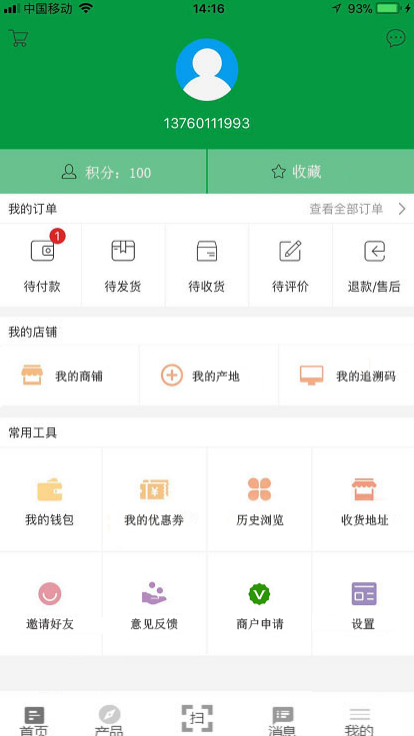 中国移动 14:16 93%
13760111993
积分：100 收藏
我的订单 查看全部订单
1
待付款 待发货 待收货 待评价 退款/售后
我的店铺
我的商铺 我的产地 我的追溯码
常用工具
我的钱包 我的优惠券 历史浏览 收货地址
邀请好友 意见反馈 商户申请 设置
扫
首页 产品 消息 我的